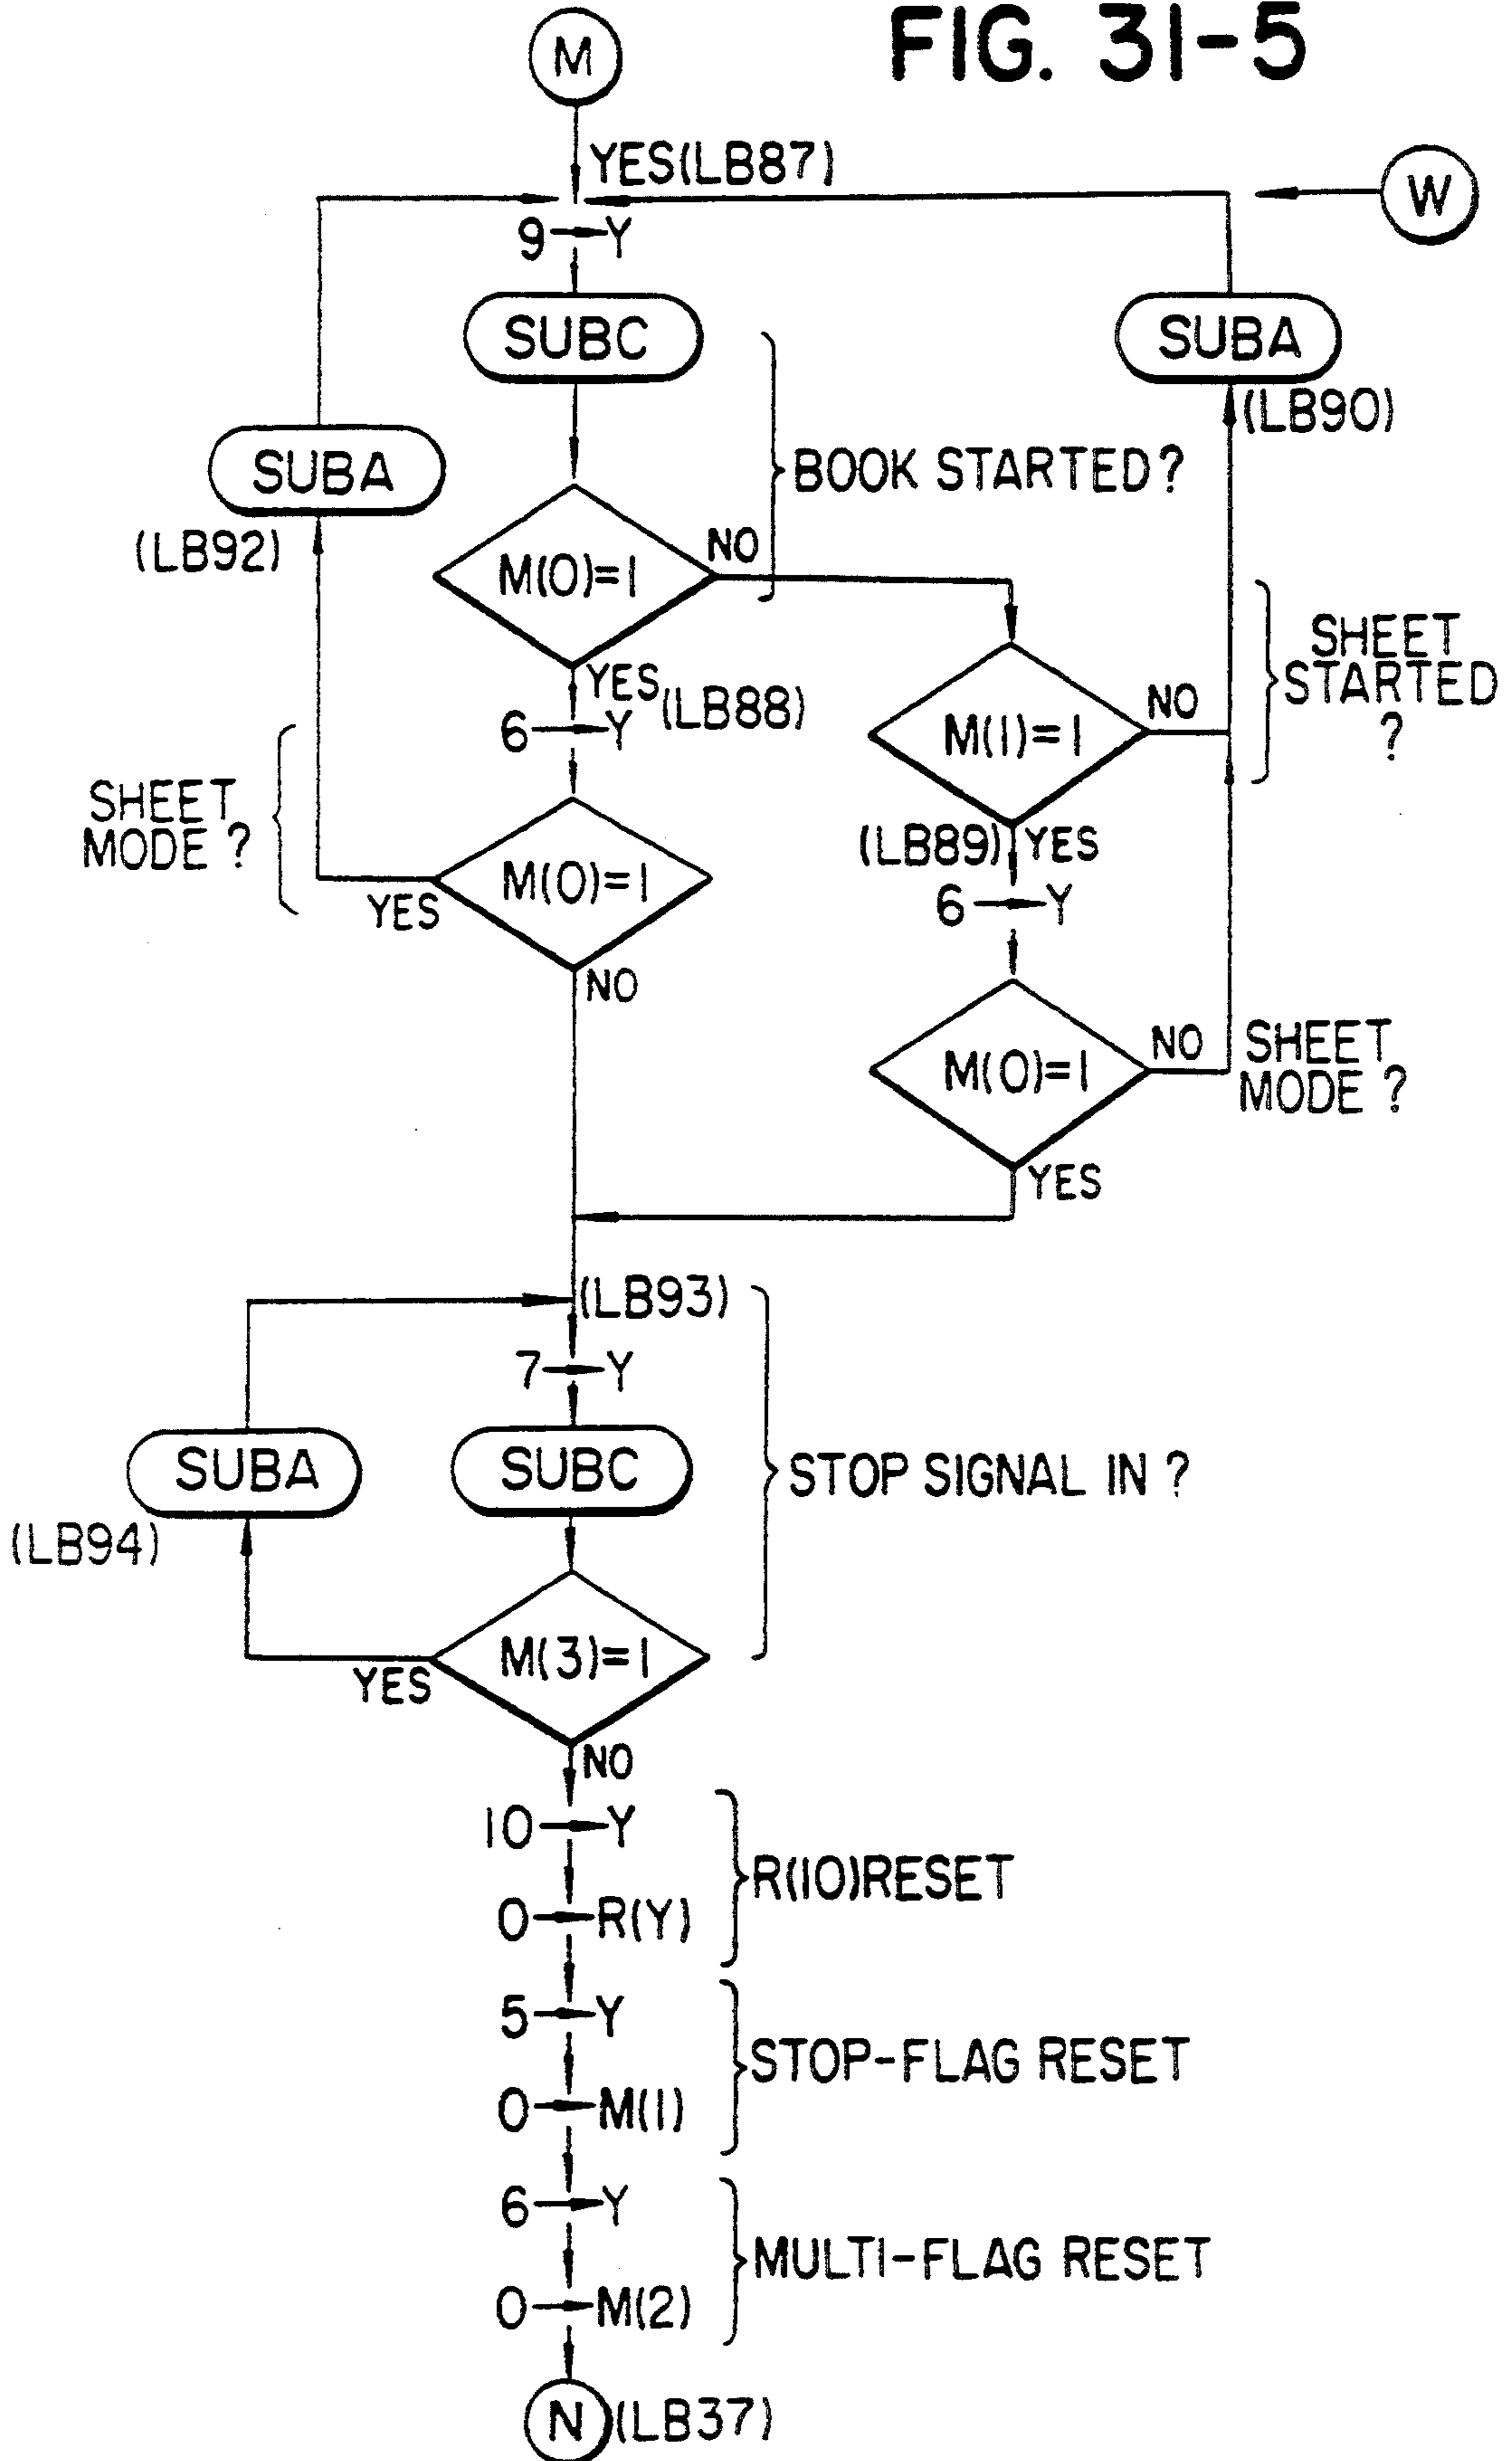 FIG. 31-5
M
YES(LB87)
W
9→Y
SUBC
SUBA
(LB90)
SUBA
BOOK STARTED?
(LB92)
M(0)=1
NO
SHEET
STARTED
?
YES
(LB88)
6→Y
M(1)=1
NO
SHEET
MODE ?
(LB89)
YES
M(0)=1
YES
6→Y
NO
M(0)=1
NO
SHEET
MODE ?
YES
(LB93)
7→Y
SUBA
SUBC
STOP SIGNAL IN ?
(LB94)
M(3)=1
YES
NO
10→Y
R(10)RESET
0→R(Y)
5→Y
STOP-FLAG RESET
0→M(1)
6→Y
MULTI-FLAG RESET
0→M(2)
N
(LB37)